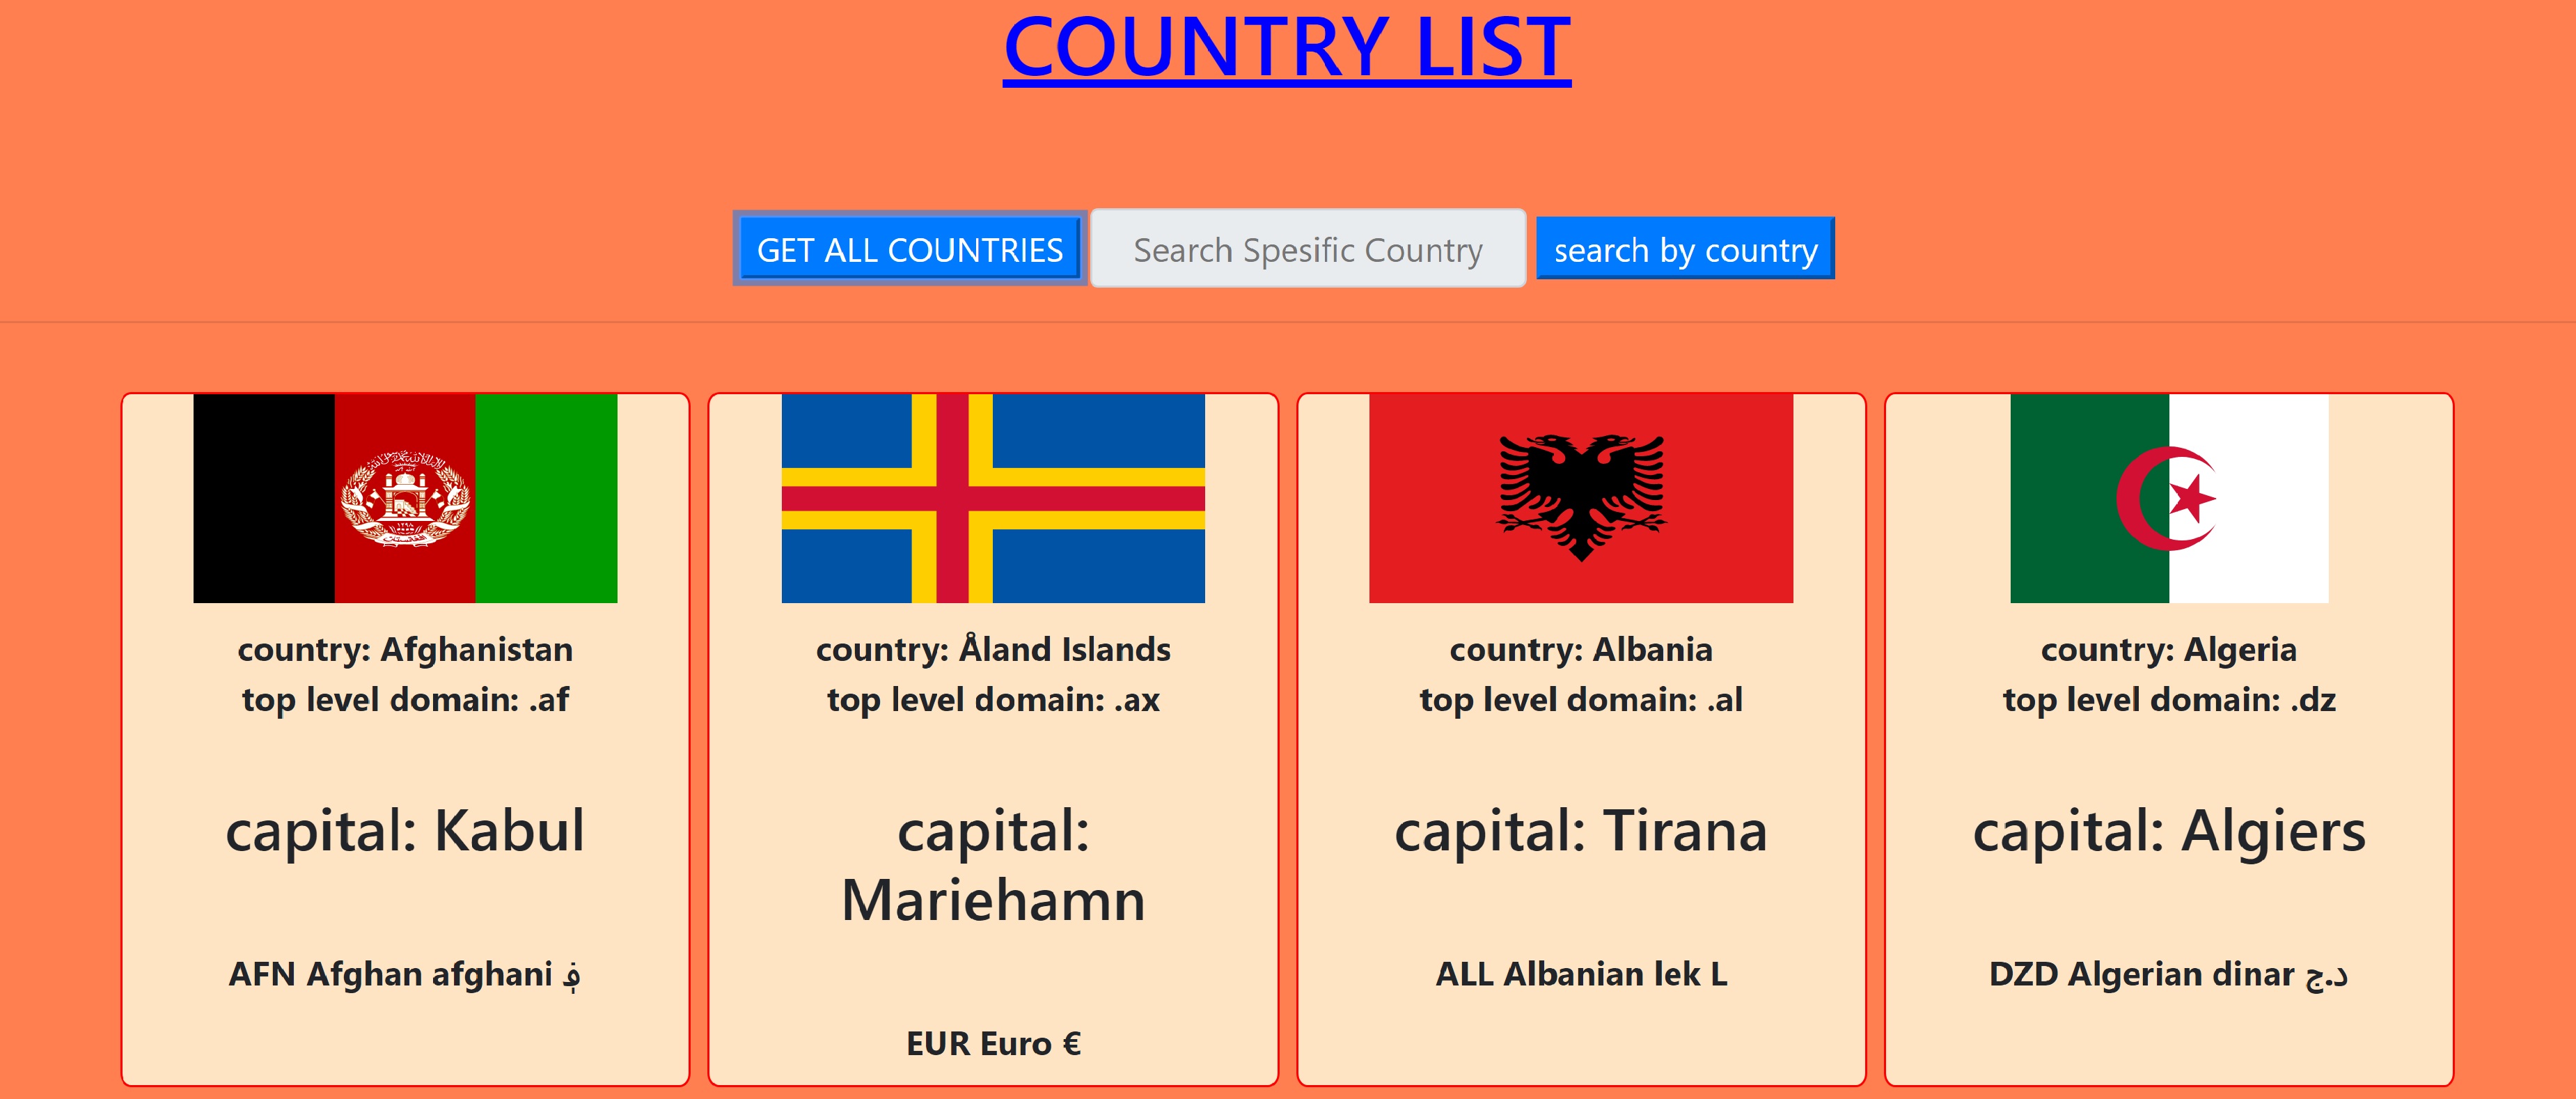 COUNTRY LIST
GET ALL COUNTRIES
Search Spesific Country
search by country
country: Afghanistan
top level domain: .af
capital: Kabul
AFN Afghan afghani ؋
country: Åland Islands
top level domain: .ax
capital:
Mariehamn
EUR Euro €
country: Albania
top level domain: .al
capital: Tirana
ALL Albanian lek L
country: Algeria
top level domain: .dz
capital: Algiers
DZD Algerian dinar د.ج